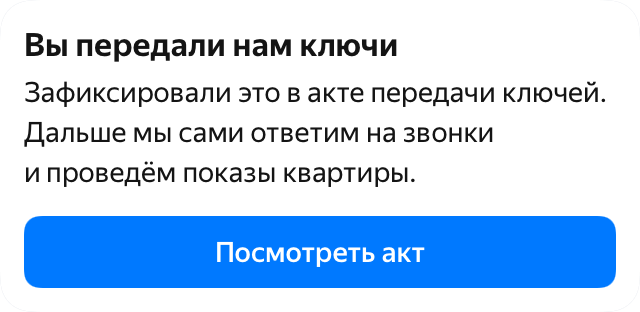 Вы передали нам ключи
Зафиксировали это в акте передачи ключей.
Дальше мы сами ответим на звонки
и проведём показы квартиры.
Посмотреть акт